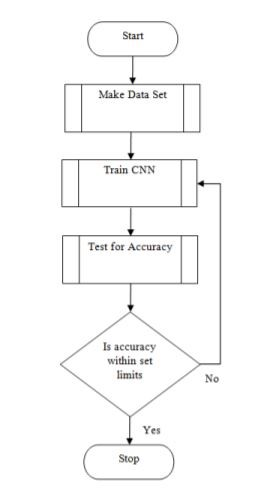 Start
Make Data Set
Train CNN
Test for Accuracy
Is accuracy
within set
limits
No
Yes
Stop